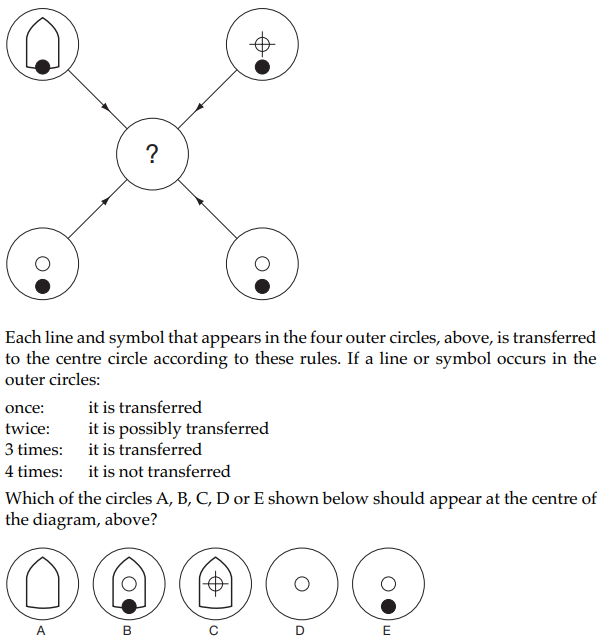 ?
Each line and symbol that appears in the four outer circles, above, is transferred
to the centre circle according to these rules. If a line or symbol occurs in the
outer circles:
once: it is transferred
twice: it is possibly transferred
3 times: it is transferred
4 times: it is not transferred
Which of the circles A, B, C, D or E shown below should appear at the centre of
the diagram, above?
A B C D E